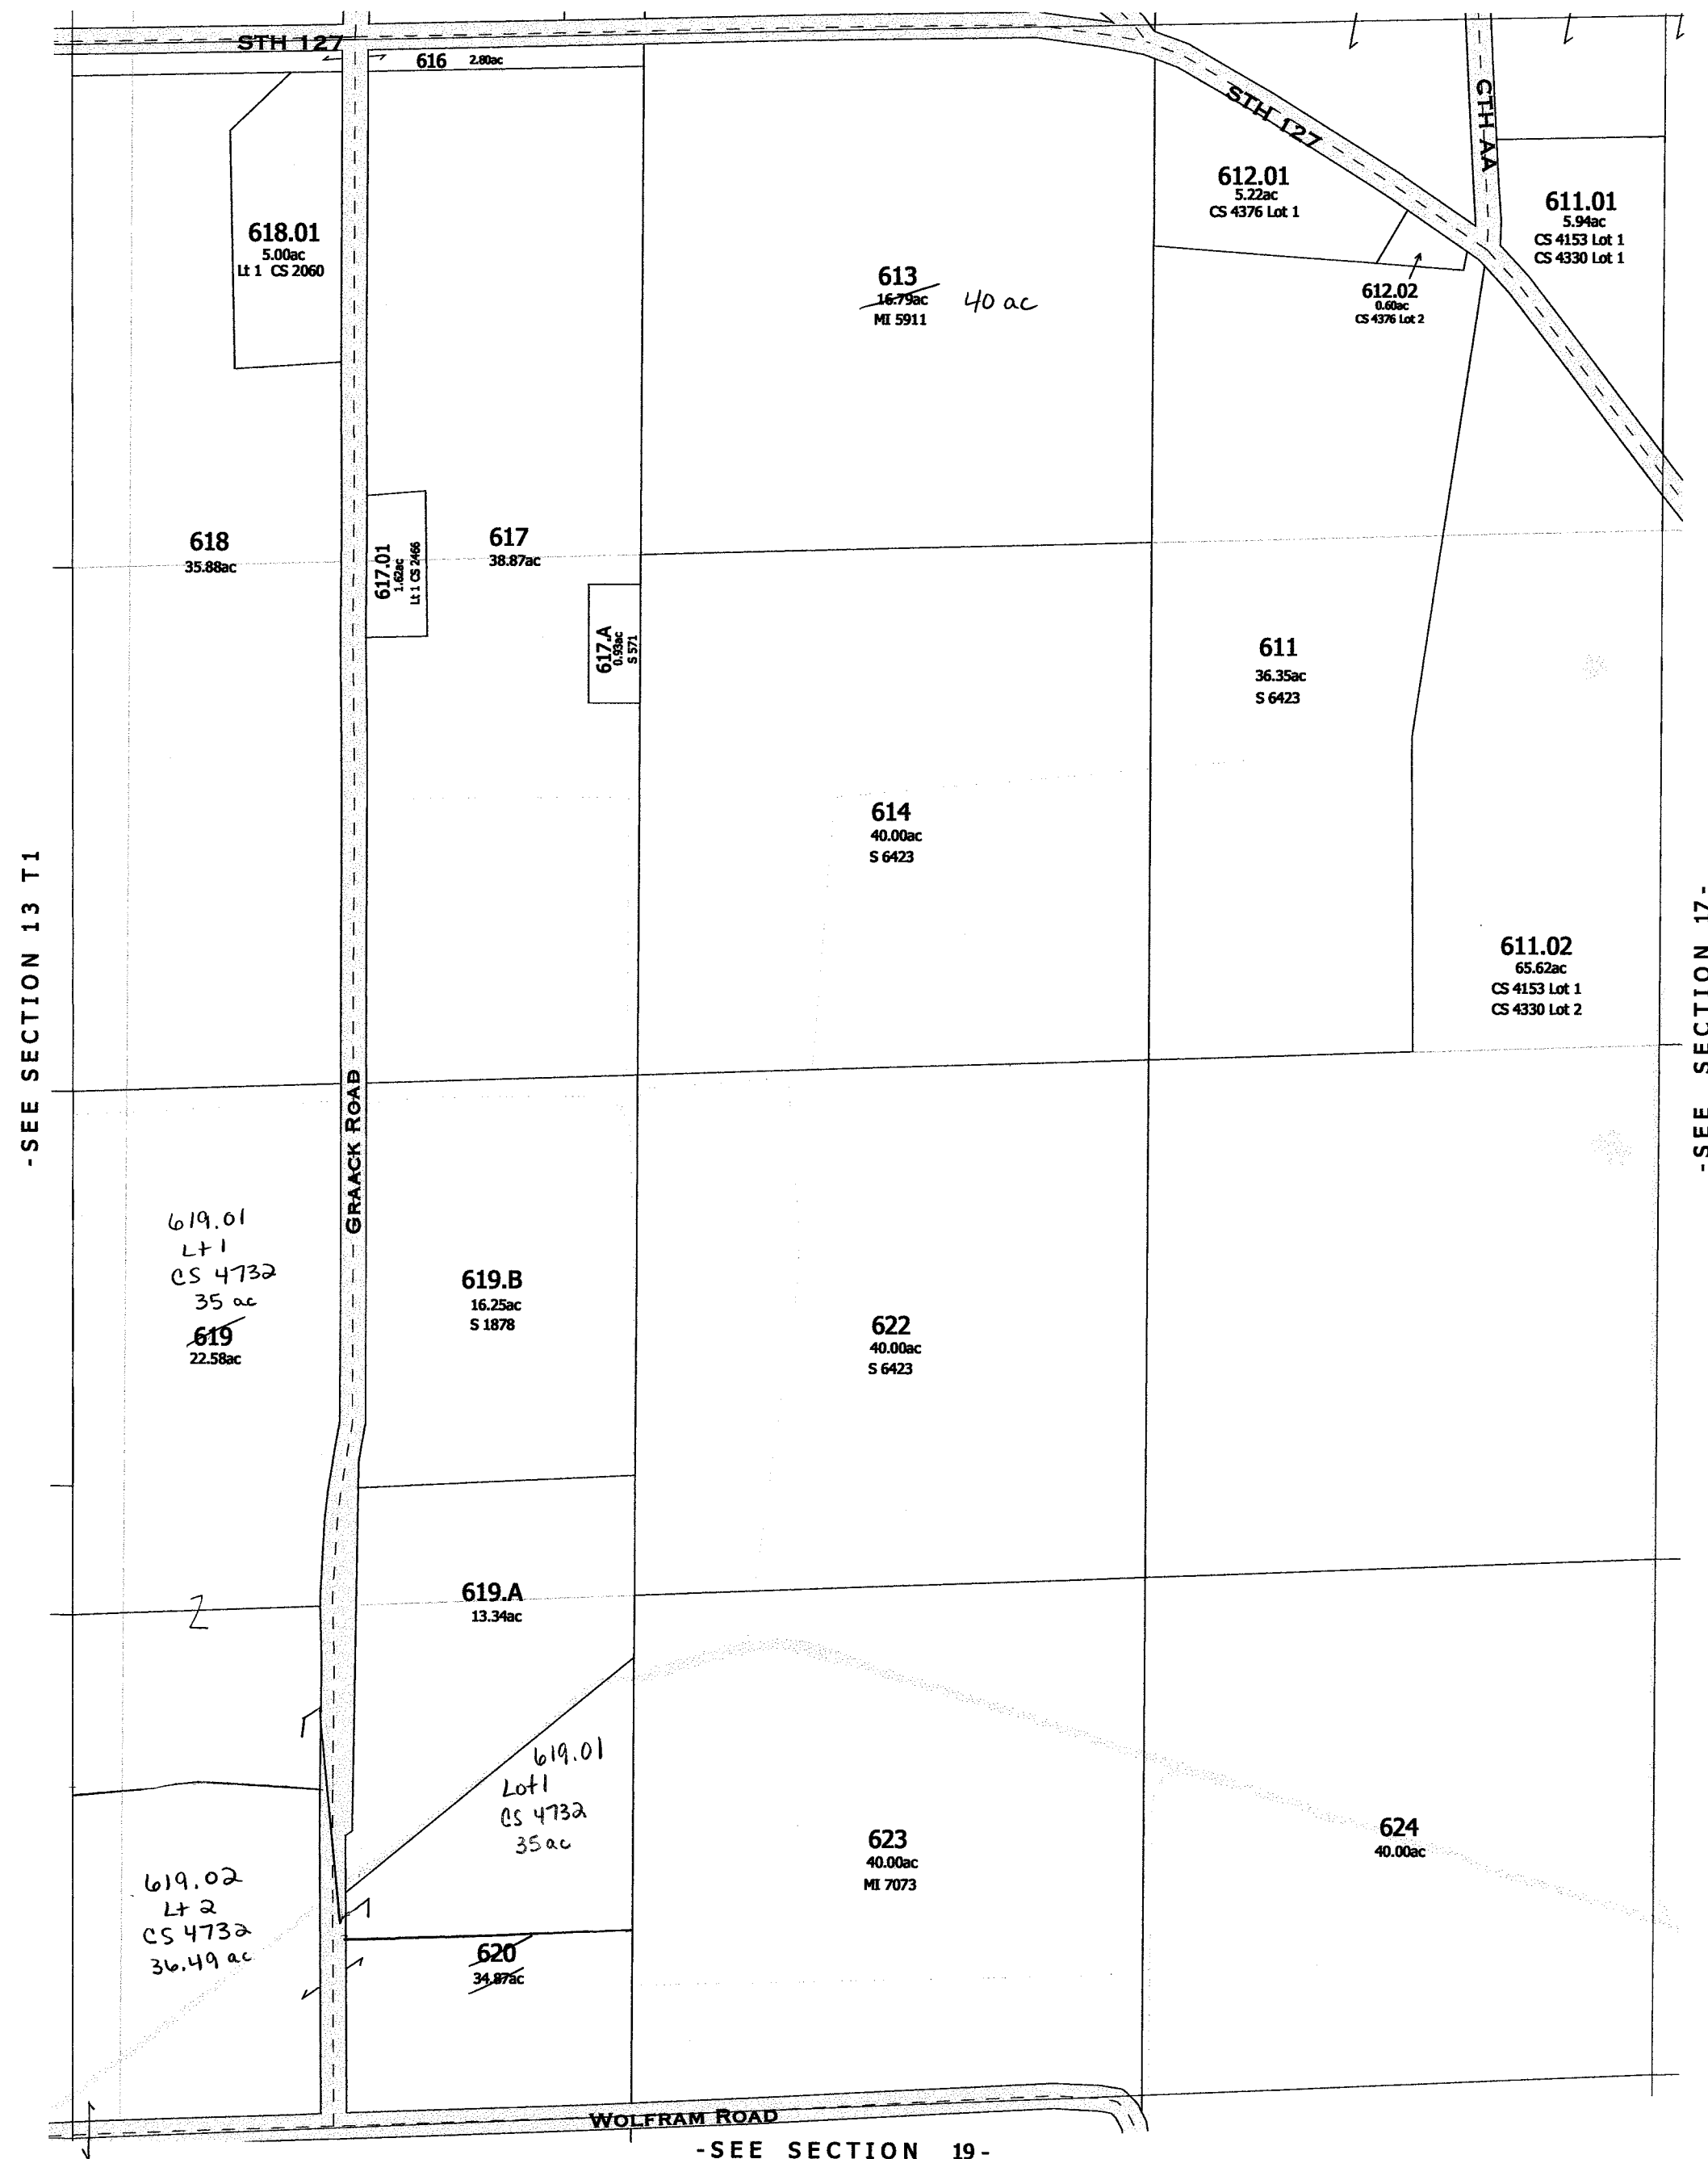 STH 127
616 2.80ac
STH 127
CTH AA
612.01
5.22ac
CS 4376 Lot 1
611.01
5.94ac
CS 4153 Lot 1
CS 4330 Lot 1
618.01
5.00ac
Lt 1 CS 2060
613
16.79ac 40 ac
MI 5911
612.02
0.60ac
CS 4376 Lot 2
618
35.88ac
617.01
1.62ac
Lt 1 CS 2466
617
38.87ac
617.A
0.93ac
S 571
611
36.35ac
S 6423
614
40.00ac
S 6423
-SEE SECTION 13 T1
-SEE SECTION 17-
611.02
65.62ac
CS 4153 Lot 1
CS 4330 Lot 2
GRAACK ROAD
619.01
Lt 1
CS 4732
35 ac
619
22.58ac
619.B
16.25ac
S 1878
622
40.00ac
S 6423
2
619.A
13.34ac
619.01
Lot 1
CS 4732
35 ac
623
40.00ac
MI 7073
624
40.00ac
619.02
Lt 2
CS 4732
36.49 ac
620
34.87ac
WOLFRAM ROAD
-SEE SECTION 19-